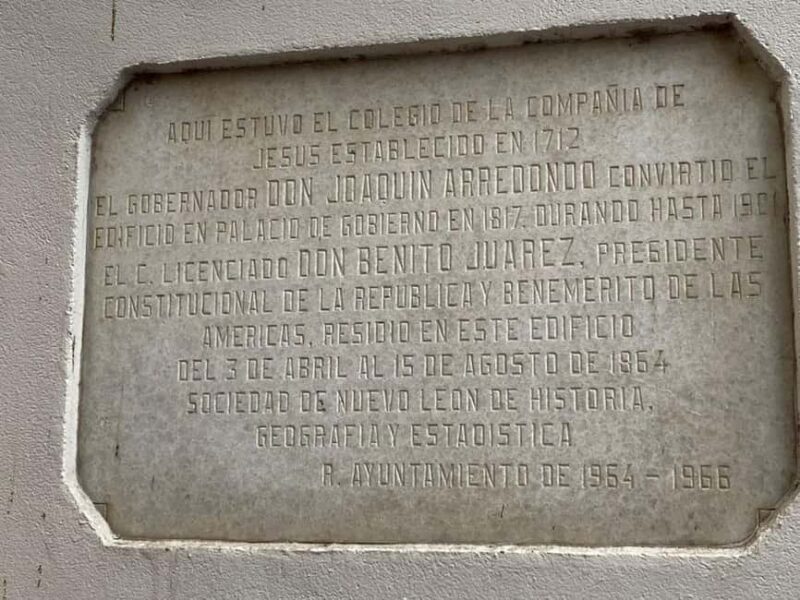 AQUI ESTUVO EL COLEGIO DE LA COMPAÑIA DE
JESUS ESTABLECIDO EN 1712
EL GOBERNADOR DON JOAQUIN ARREDONDO CONVIRTIO EL
EDIFICIO EN PALACIO DE GOBIERNO EN 1817. DURANDO HASTA 1901
EL C. LICENCIADO DON BENITO JUAREZ, PRESIDENTE
CONSTITUCIONAL DE LA REPUBLICA Y BENEMERITO DE LAS
AMERICAS, RESIDIO EN ESTE EDIFICIO
DEL 3 DE ABRIL AL 15 DE AGOSTO DE 1864
SOCIEDAD DE NUEVO LEON DE HISTORIA,
GEOGRAFIA Y ESTADISTICA
R. AYUNTAMIENTO DE 1964 - 1966